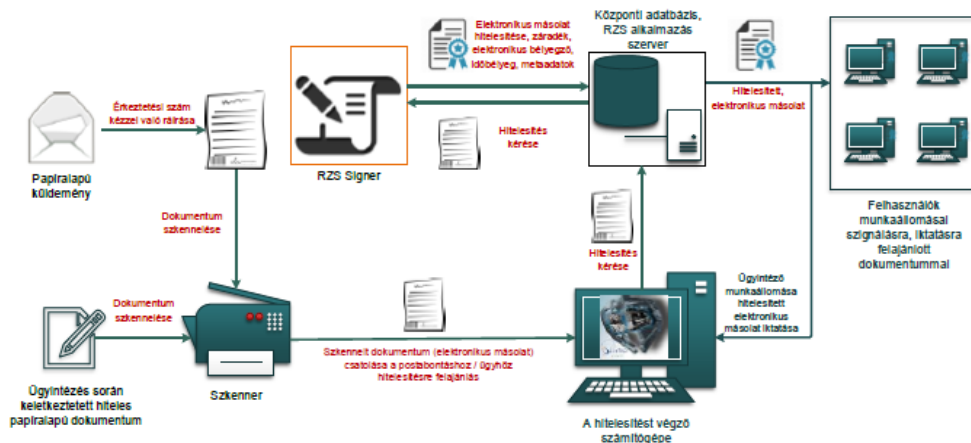 Elektronikus másolat
hitelesítése, záradék,
elektronikus bélyegző,
időbélyeg, metaadatok
Központi adatbázis,
RZS alkalmazás
szerver
Hitelesített,
elektronikus másolat
Érkeztetési szám
kézzel való ráírása
Hitelesítés
kérése
RZS Signer
Papíralapú
küldemény
Felhasználók
munkaállomásai
szignálásra, iktatásra
felajánlott
dokumentummal
Dokumentum
szkennelése
Hitelesítés
kérése
Ügyintéző
munkaállomása
hitelesített
elektronikus
másolat iktatása
Dokumentum
szkennelése
Szkennelt dokumentum (elektronikus másolat)
csatolása a postabontáshoz / ügyhöz
hitelesítésre felajánlás
Szkenner
Ügyintézés során
keletkeztetett hiteles
papíralapú dokumentum
A hitelesítést végző
számítógépe